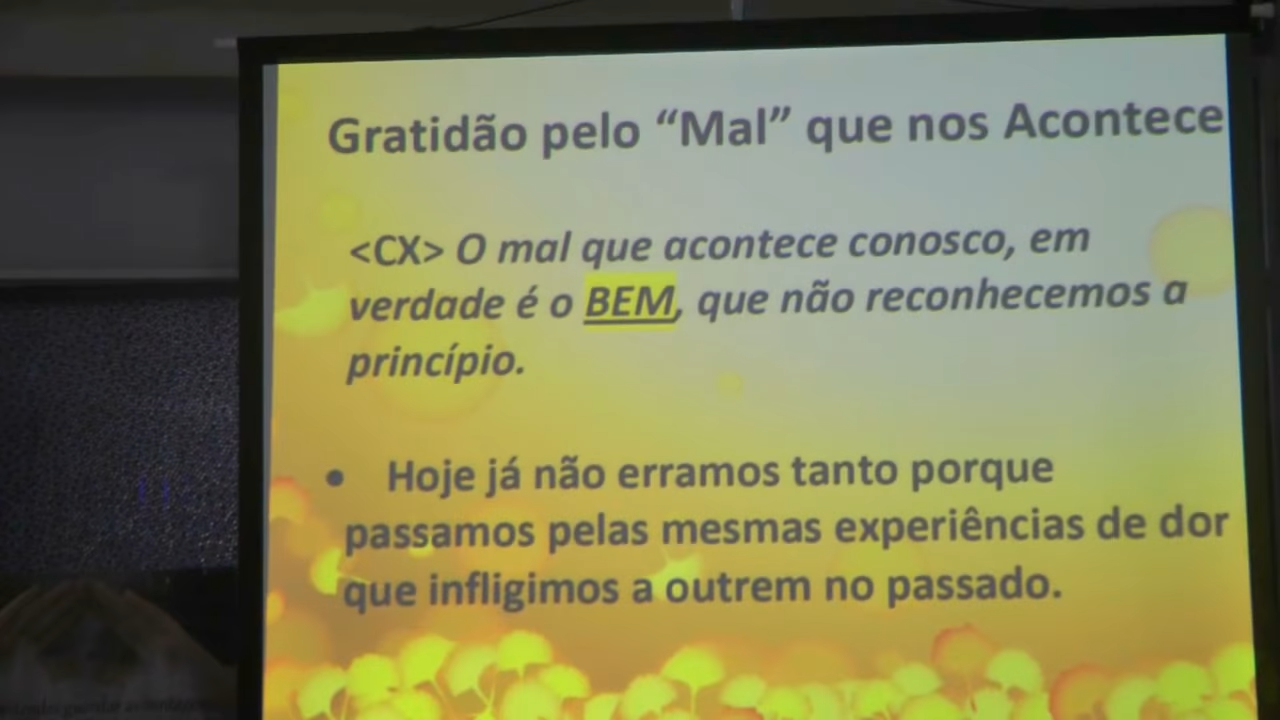 Gratidão pelo “Mal” que nos Acontece
<CX> O mal que acontece conosco, em
verdade é o BEM, que não reconhecemos a
princípio.
• Hoje já não erramos tanto porque
passamos pelas mesmas experiências de dor
que infligimos a outrem no passado.